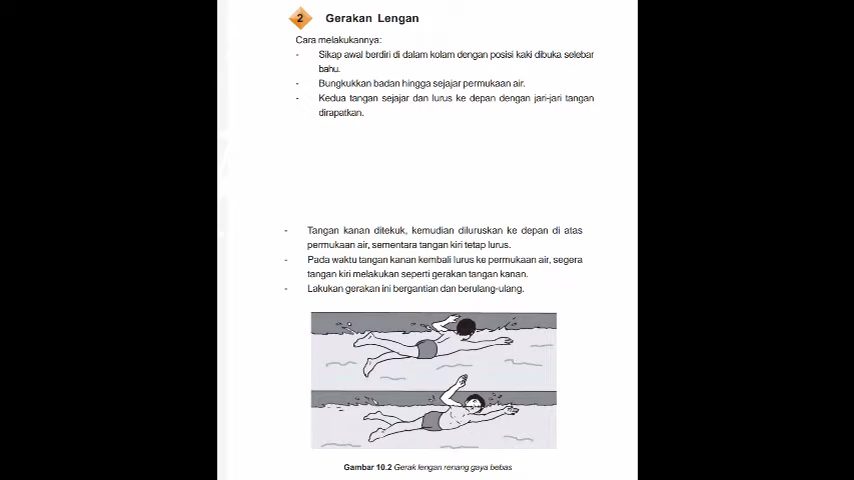 2 Gerakan Lengan
Cara melakukannya:
- Sikap awal berdiri di dalam kolam dengan posisi kaki dibuka selebar
bahu.
- Bungkukkan badan hingga sejajar permukaan air.
- Kedua tangan sejajar dan lurus ke depan dengan jari-jari tangan
dirapatkan.
- Tangan kanan ditekuk, kemudian diluruskan ke depan di atas
permukaan air, sementara tangan kiri tetap lurus.
- Pada waktu tangan kanan kembali lurus ke permukaan air, segera
tangan kiri melakukan seperti gerakan tangan kanan.
- Lakukan gerakan ini bergantian dan berulang-ulang.
Gambar 10.2 Gerak lengan renang gaya bebas